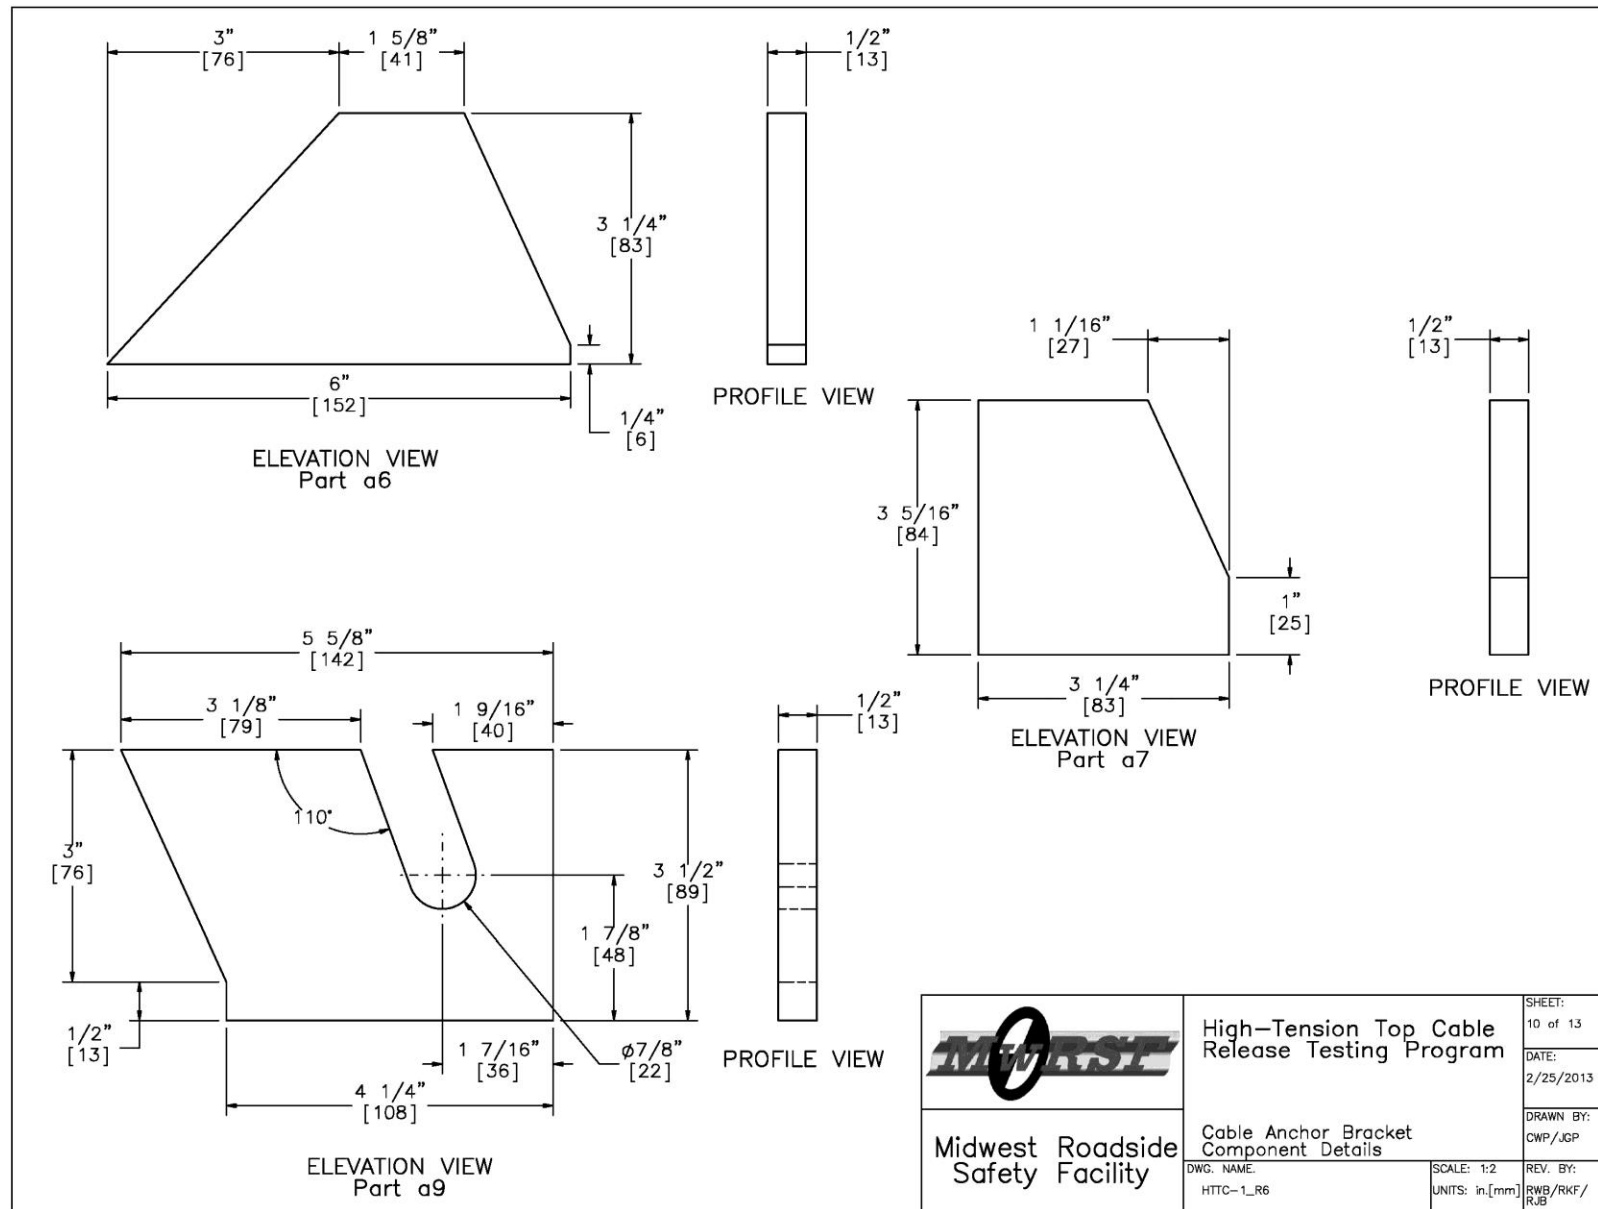 3"
[76]
1 5/8"
[41]
1/2"
[13]
3 1/4"
[83]
6"
[152]
1/4"
[6]
PROFILE VIEW
ELEVATION VIEW
Part a6
1 1/16"
[27]
1/2"
[13]
3 5/16"
[84]
1"
[25]
3 1/4"
[83]
PROFILE VIEW
ELEVATION VIEW
Part a7
5 5/8"
[142]
3 1/8"
[79]
1 9/16"
[40]
1/2"
[13]
110°
3"
[76]
3 1/2"
[89]
1 7/8"
[48]
1/2"
[13]
1 7/16"
[36]
ø7/8"
[22]
4 1/4"
[108]
PROFILE VIEW
ELEVATION VIEW
Part a9
MWRSF
Midwest Roadside
Safety Facility
High-Tension Top Cable
Release Testing Program
Cable Anchor Bracket
Component Details
DWG. NAME.
HTTC-1_R6
SCALE: 1:2
UNITS: in.[mm]
SHEET:
10 of 13
DATE:
2/25/2013
DRAWN BY:
CWP/JGP
REV. BY:
RWB/RKF/
RJB